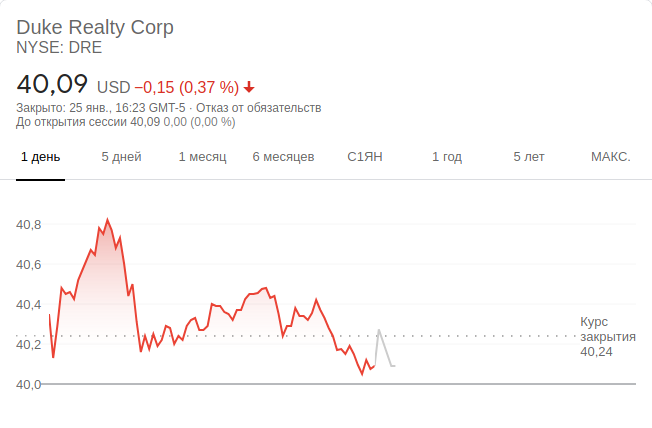 Duke Realty Corp
NYSE: DRE
40,09 USD −0,15 (0,37 %)
Закрыто: 25 янв., 16:23 GMT-5 · Отказ от обязательств
До открытия сессии 40,09 0,00 (0,00 %)
1 день 5 дней 1 месяц 6 месяцев С1ЯН 1 год 5 лет МАКС.
40,8
40,6
40,4
40,2
40,0
Курс
закрытия
40,24